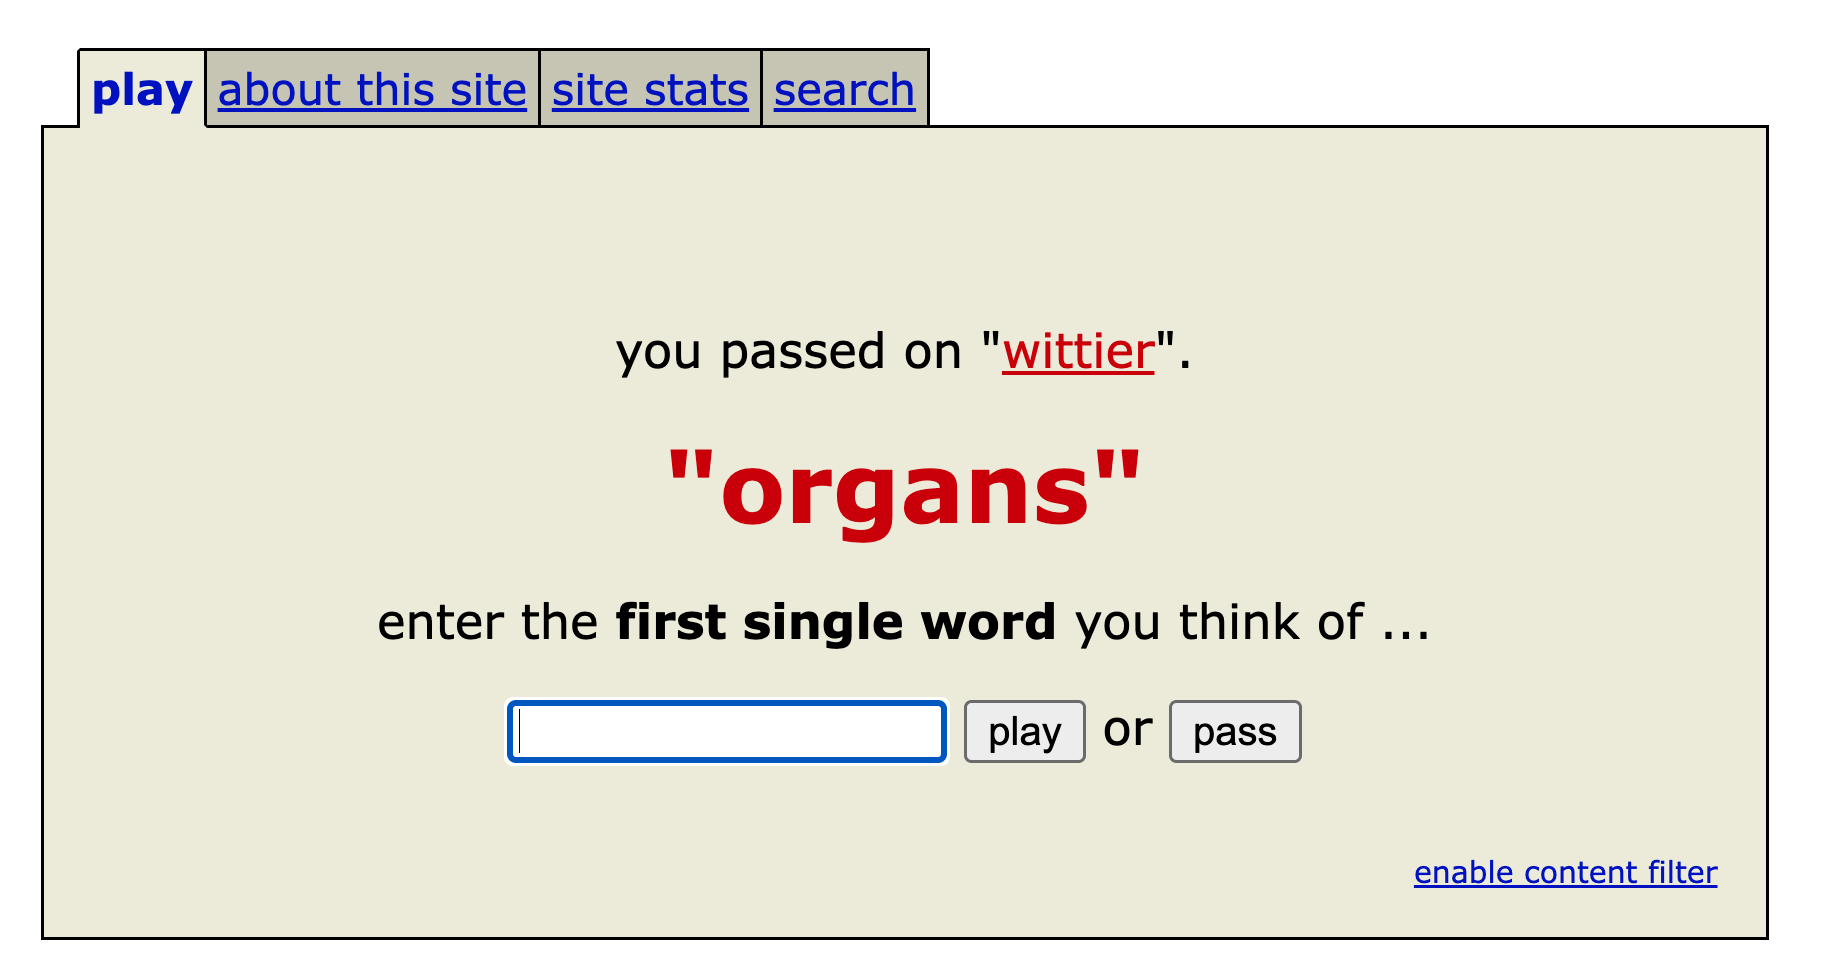 play about this site site stats search
you passed on "wittier".
"organs"
enter the first single word you think of ...
play or pass
enable content filter